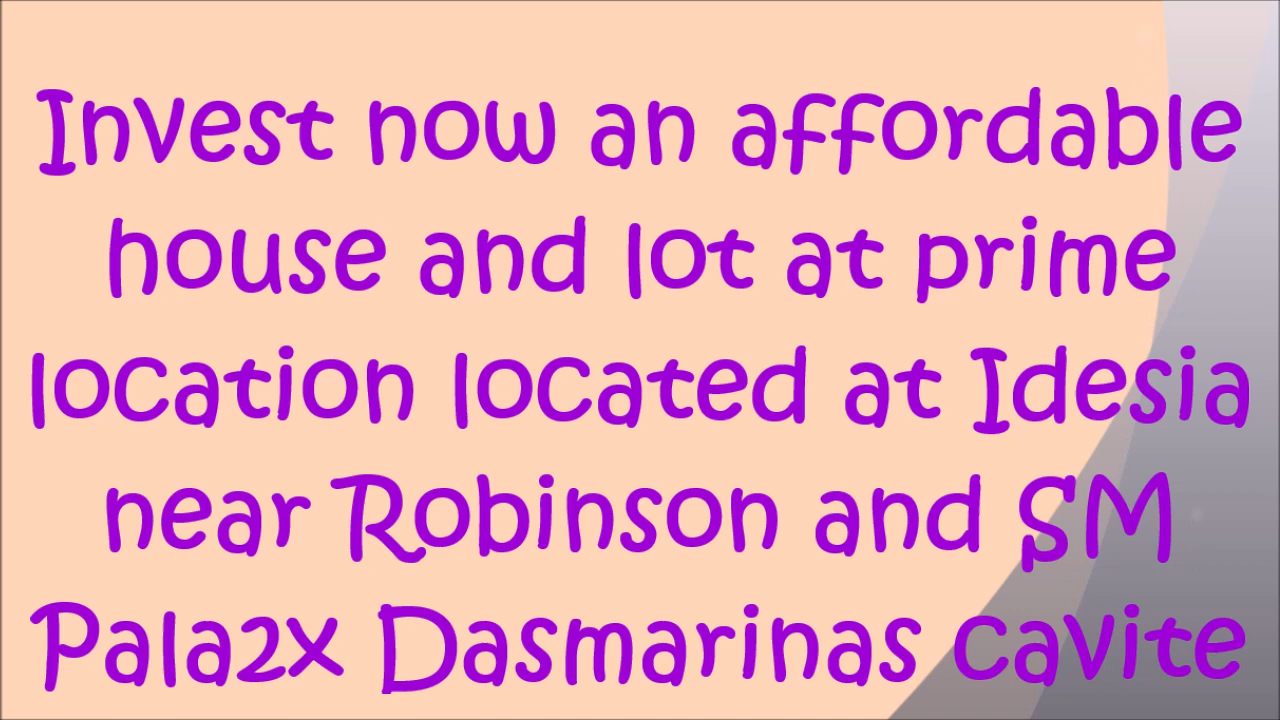 Invest now an affordable
house and lot at prime
location located at Idesia
near Robinson and SM
Pala2x Dasmarinas cavite